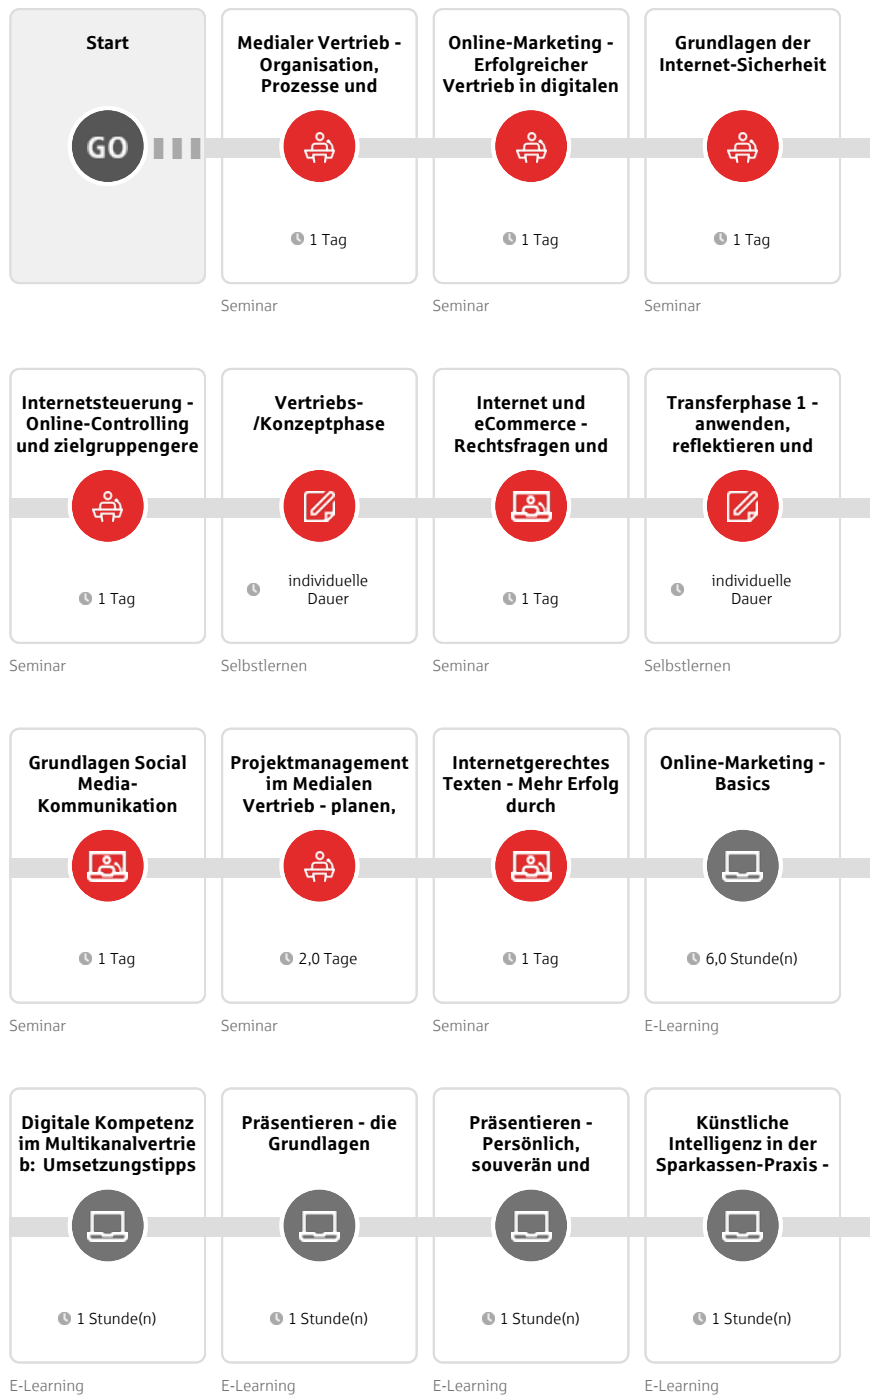 Start
GO
Medialer Vertrieb -
Organisation,
Prozesse und
1 Tag
Seminar
Online-Marketing -
Erfolgreicher
Vertrieb in digitalen
1 Tag
Seminar
Grundlagen der
Internet-Sicherheit
1 Tag
Seminar
Internetsteuerung -
Online-Controlling
und zielgruppengere
1 Tag
Seminar
Vertriebs-
/Konzeptphase
individuelle
Dauer
Selbstlernen
Internet und
eCommerce -
Rechtsfragen und
1 Tag
Seminar
Transferphase 1 -
anwenden,
reflektieren und
individuelle
Dauer
Selbstlernen
Grundlagen Social
Media-
Kommunikation
1 Tag
Seminar
Projektmanagement
im Medialen
Vertrieb - planen,
2,0 Tage
Seminar
Internetgerechtes
Texten - Mehr Erfolg
durch
1 Tag
Seminar
Online-Marketing -
Basics
6,0 Stunde(n)
E-Learning
Digitale Kompetenz
im Multikanalvertrie
b: Umsetzungstipps
1 Stunde(n)
E-Learning
Präsentieren - die
Grundlagen
1 Stunde(n)
E-Learning
Präsentieren -
Persönlich,
souverän und
1 Stunde(n)
E-Learning
Künstliche
Intelligenz in der
Sparkassen-Praxis -
1 Stunde(n)
E-Learning